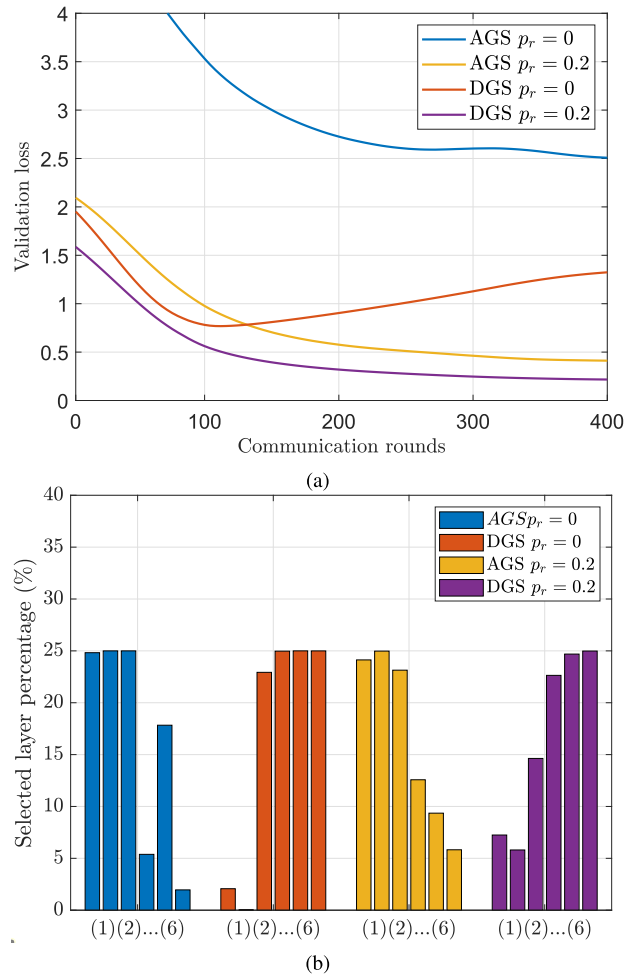 4
3.5
3
2.5
2
1.5
1
0.5
0
Validation loss
AGS p_r = 0
AGS p_r = 0.2
DGS p_r = 0
DGS p_r = 0.2
0 100 200 300 400
Communication rounds
(a)
40
35
30
25
20
15
10
5
0
Selected layer percentage (%)
AGSp_r = 0
DGS p_r = 0
AGS p_r = 0.2
DGS p_r = 0.2
(1)(2)...(6) (1)(2)...(6) (1)(2)...(6) (1)(2)...(6)
(b)